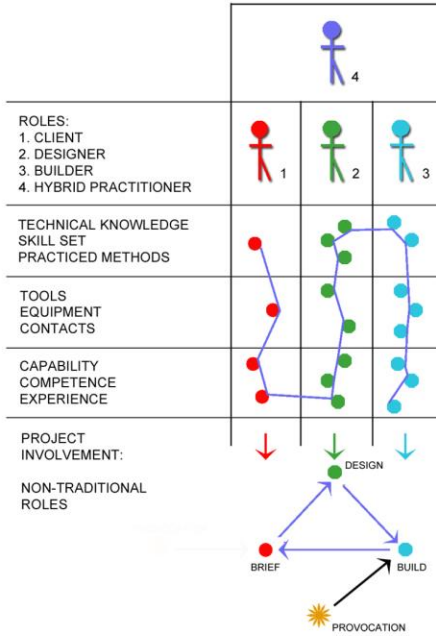 4
ROLES:
1. CLIENT
2. DESIGNER
3. BUILDER
4. HYBRID PRACTITIONER
1
2
3
TECHNICAL KNOWLEDGE
SKILL SET
PRACTICED METHODS
TOOLS
EQUIPMENT
CONTACTS
CAPABILITY
COMPETENCE
EXPERIENCE
PROJECT
INVOLVEMENT:
NON-TRADITIONAL
ROLES
DESIGN
BRIEF
BUILD
PROVOCATION